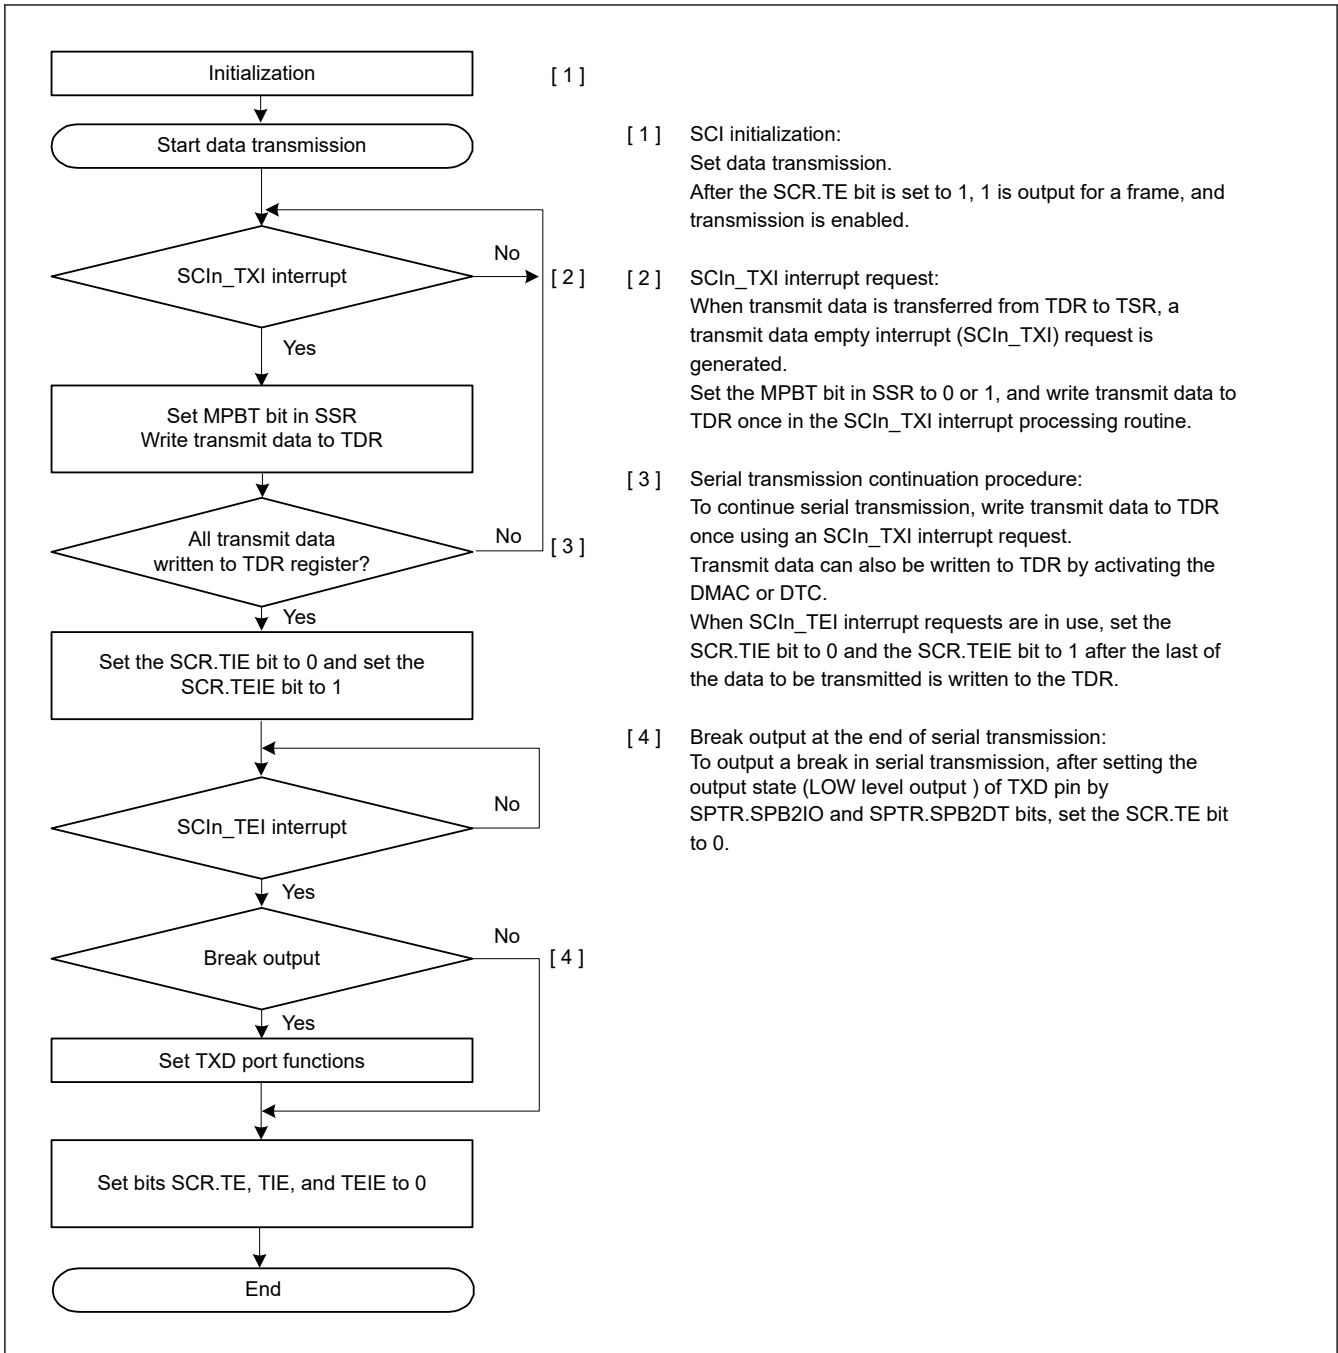 Initialization
[ 1 ]
Start data transmission
SCIn_TXI interrupt
No
[ 2 ]
Yes
Set MPBT bit in SSR
Write transmit data to TDR
All transmit data
written to TDR register?
No
[ 3 ]
Yes
Set the SCR.TIE bit to 0 and set the
SCR.TEIE bit to 1
SCIn_TEI interrupt
No
Yes
Break output
No
[ 4 ]
Yes
Set TXD port functions
Set bits SCR.TE, TIE, and TEIE to 0
End
[ 1 ] SCI initialization:
Set data transmission.
After the SCR.TE bit is set to 1, 1 is output for a frame, and
transmission is enabled.
[ 2 ] SCIn_TXI interrupt request:
When transmit data is transferred from TDR to TSR, a
transmit data empty interrupt (SCIn_TXI) request is
generated.
Set the MPBT bit in SSR to 0 or 1, and write transmit data to
TDR once in the SCIn_TXI interrupt processing routine.
[ 3 ] Serial transmission continuation procedure:
To continue serial transmission, write transmit data to TDR
once using an SCIn_TXI interrupt request.
Transmit data can also be written to TDR by activating the
DMAC or DTC.
When SCIn_TEI interrupt requests are in use, set the
SCR.TIE bit to 0 and the SCR.TEIE bit to 1 after the last of
the data to be transmitted is written to the TDR.
[ 4 ] Break output at the end of serial transmission:
To output a break in serial transmission, after setting the
output state (LOW level output ) of TXD pin by
SPTR.SPB2IO and SPTR.SPB2DT bits, set the SCR.TE bit
to 0.